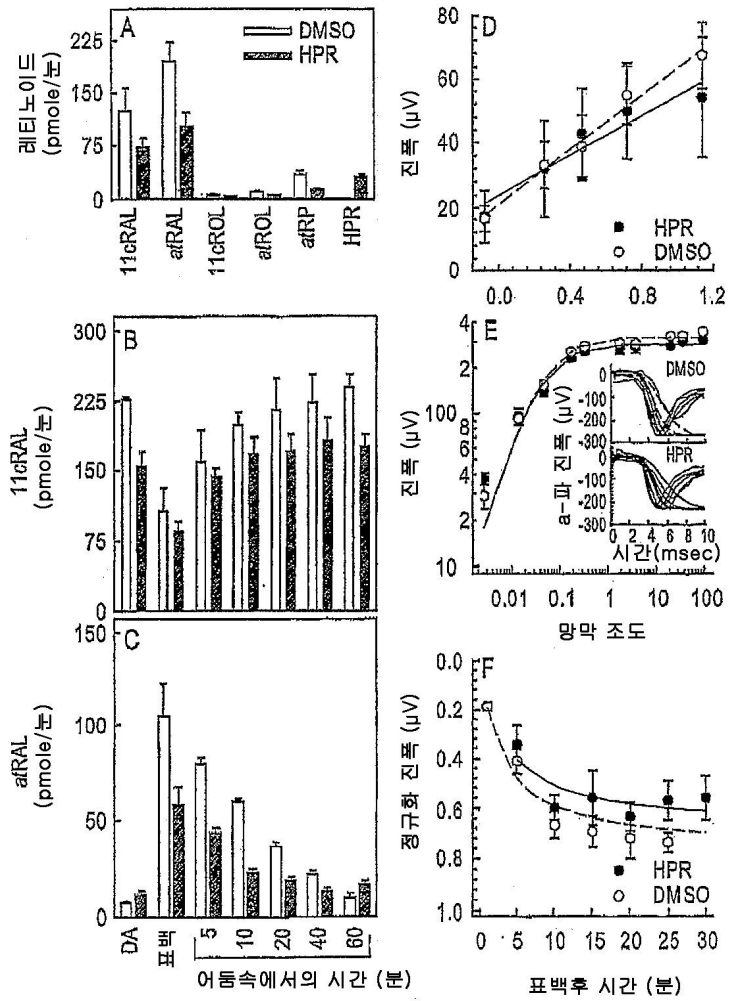 A
DMSO
HPR
레티노이드
(pmole/눈)
225
150
75
0
11cRAL
atRAL
11cROL
atROL
atRP
HPR
B
11cRAL
(pmole/눈)
300
225
150
75
0
C
atRAL
(pmole/눈)
150
100
50
0
DA
표백
5
10
20
40
60
어둠속에서의 시간 (분)
D
진폭 (μV)
80
60
40
20
0
HPR
DMSO
0.0
0.4
0.8
1.2
E
진폭 (μV)
4
2
100
4
2
10
0.01
0.1
1
10
100
망막 조도
a-파 진폭 (μV)
DMSO
0
-100
-200
-300
HPR
0
-100
-200
-300
0 2 4 6 8 10
시간(msec)
F
정규화 진폭 (μV)
0.0
0.2
0.4
0.6
0.8
1.0
HPR
DMSO
0 5 10 15 20 25 30
표백후 시간 (분)